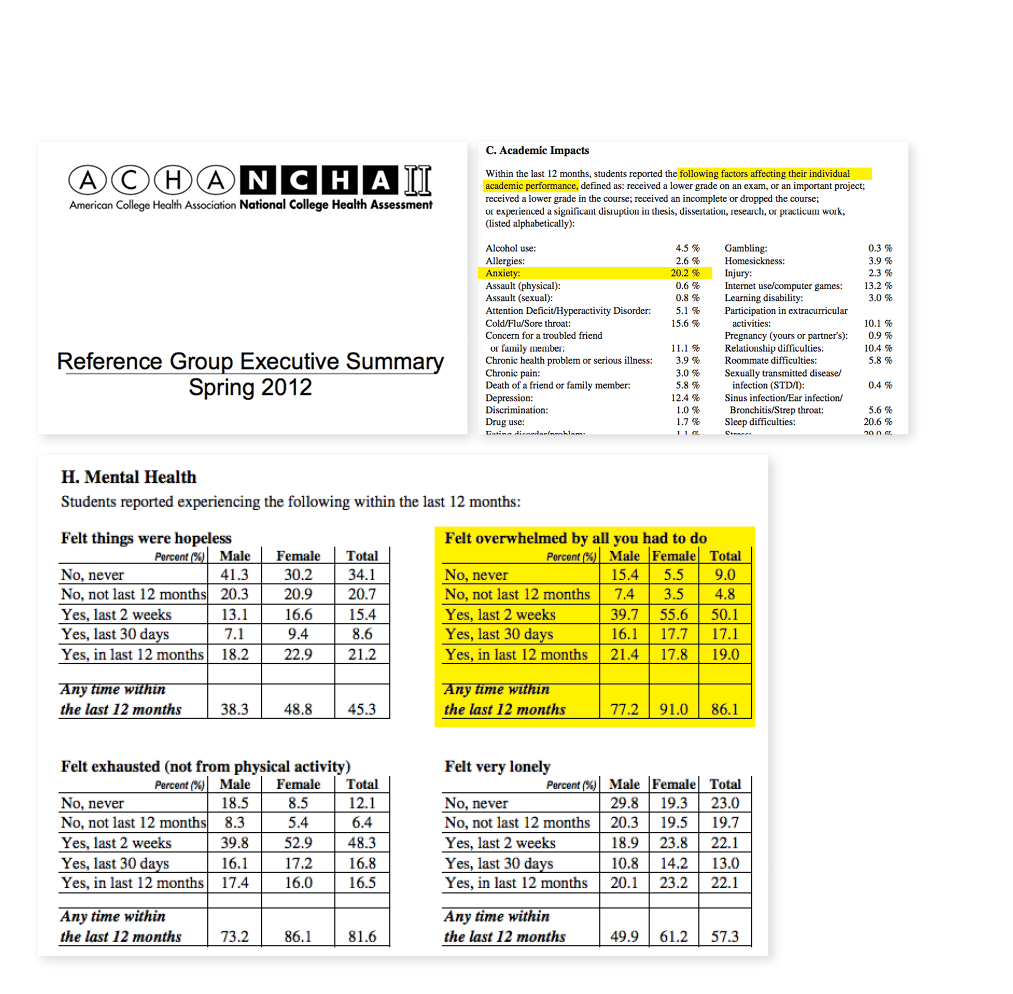 ACHA NCHA II
American College Health Association National College Health Assessment
Reference Group Executive Summary
Spring 2012
C. Academic Impacts
Within the last 12 months, students reported the following factors affecting their individual
academic performance, defined as: received a lower grade on an exam, or an important project;
received a lower grade in the course; received an incomplete or dropped the course;
or experienced a significant disruption in thesis, dissertation, research, or practicum work;
(listed alphabetically):
Alcohol use: 4.5 % Gambling: 0.3 %
Allergies: 2.6 % Homesickness: 3.9 %
Anxiety: 20.2 % Injury: 2.3 %
Assault (physical): 0.6 % Internet use/computer games: 13.2 %
Assault (sexual): 0.8 % Learning disability: 3.0 %
Attention Deficit/Hyperactivity Disorder: 5.1 % Participation in extracurricular
Cold/Flu/Sore throat: 15.6 % activities: 10.1 %
Concern for a troubled friend Pregnancy (yours or partner's): 0.9 %
or family member: 11.1 % Relationship difficulties: 10.4 %
Chronic health problem or serious illness: 3.9 % Roommate difficulties: 5.8 %
Chronic pain: 3.0 % Sexually transmitted disease/
Death of a friend or family member: 5.8 % infection (STD/I): 0.4 %
Depression: 12.4 % Sinus infection/Ear infection/
Discrimination: 1.0 % Bronchitis/Strep throat: 5.6 %
Drug use: 1.7 % Sleep difficulties: 20.6 %
H. Mental Health
Students reported experiencing the following within the last 12 months:
Felt things were hopeless
Percent (%) Male Female Total
No, never 41.3 30.2 34.1
No, not last 12 months 20.3 20.9 20.7
Yes, last 2 weeks 13.1 16.6 15.4
Yes, last 30 days 7.1 9.4 8.6
Yes, in last 12 months 18.2 22.9 21.2
Any time within
the last 12 months 38.3 48.8 45.3
Felt overwhelmed by all you had to do
Percent (%) Male Female Total
No, never 15.4 5.5 9.0
No, not last 12 months 7.4 3.5 4.8
Yes, last 2 weeks 39.7 55.6 50.1
Yes, last 30 days 16.1 17.7 17.1
Yes, in last 12 months 21.4 17.8 19.0
Any time within
the last 12 months 77.2 91.0 86.1
Felt exhausted (not from physical activity)
Percent (%) Male Female Total
No, never 18.5 8.5 12.1
No, not last 12 months 8.3 5.4 6.4
Yes, last 2 weeks 39.8 52.9 48.3
Yes, last 30 days 16.1 17.2 16.8
Yes, in last 12 months 17.4 16.0 16.5
Any time within
the last 12 months 73.2 86.1 81.6
Felt very lonely
Percent (%) Male Female Total
No, never 29.8 19.3 23.0
No, not last 12 months 20.3 19.5 19.7
Yes, last 2 weeks 18.9 23.8 22.1
Yes, last 30 days 10.8 14.2 13.0
Yes, in last 12 months 20.1 23.2 22.1
Any time within
the last 12 months 49.9 61.2 57.3